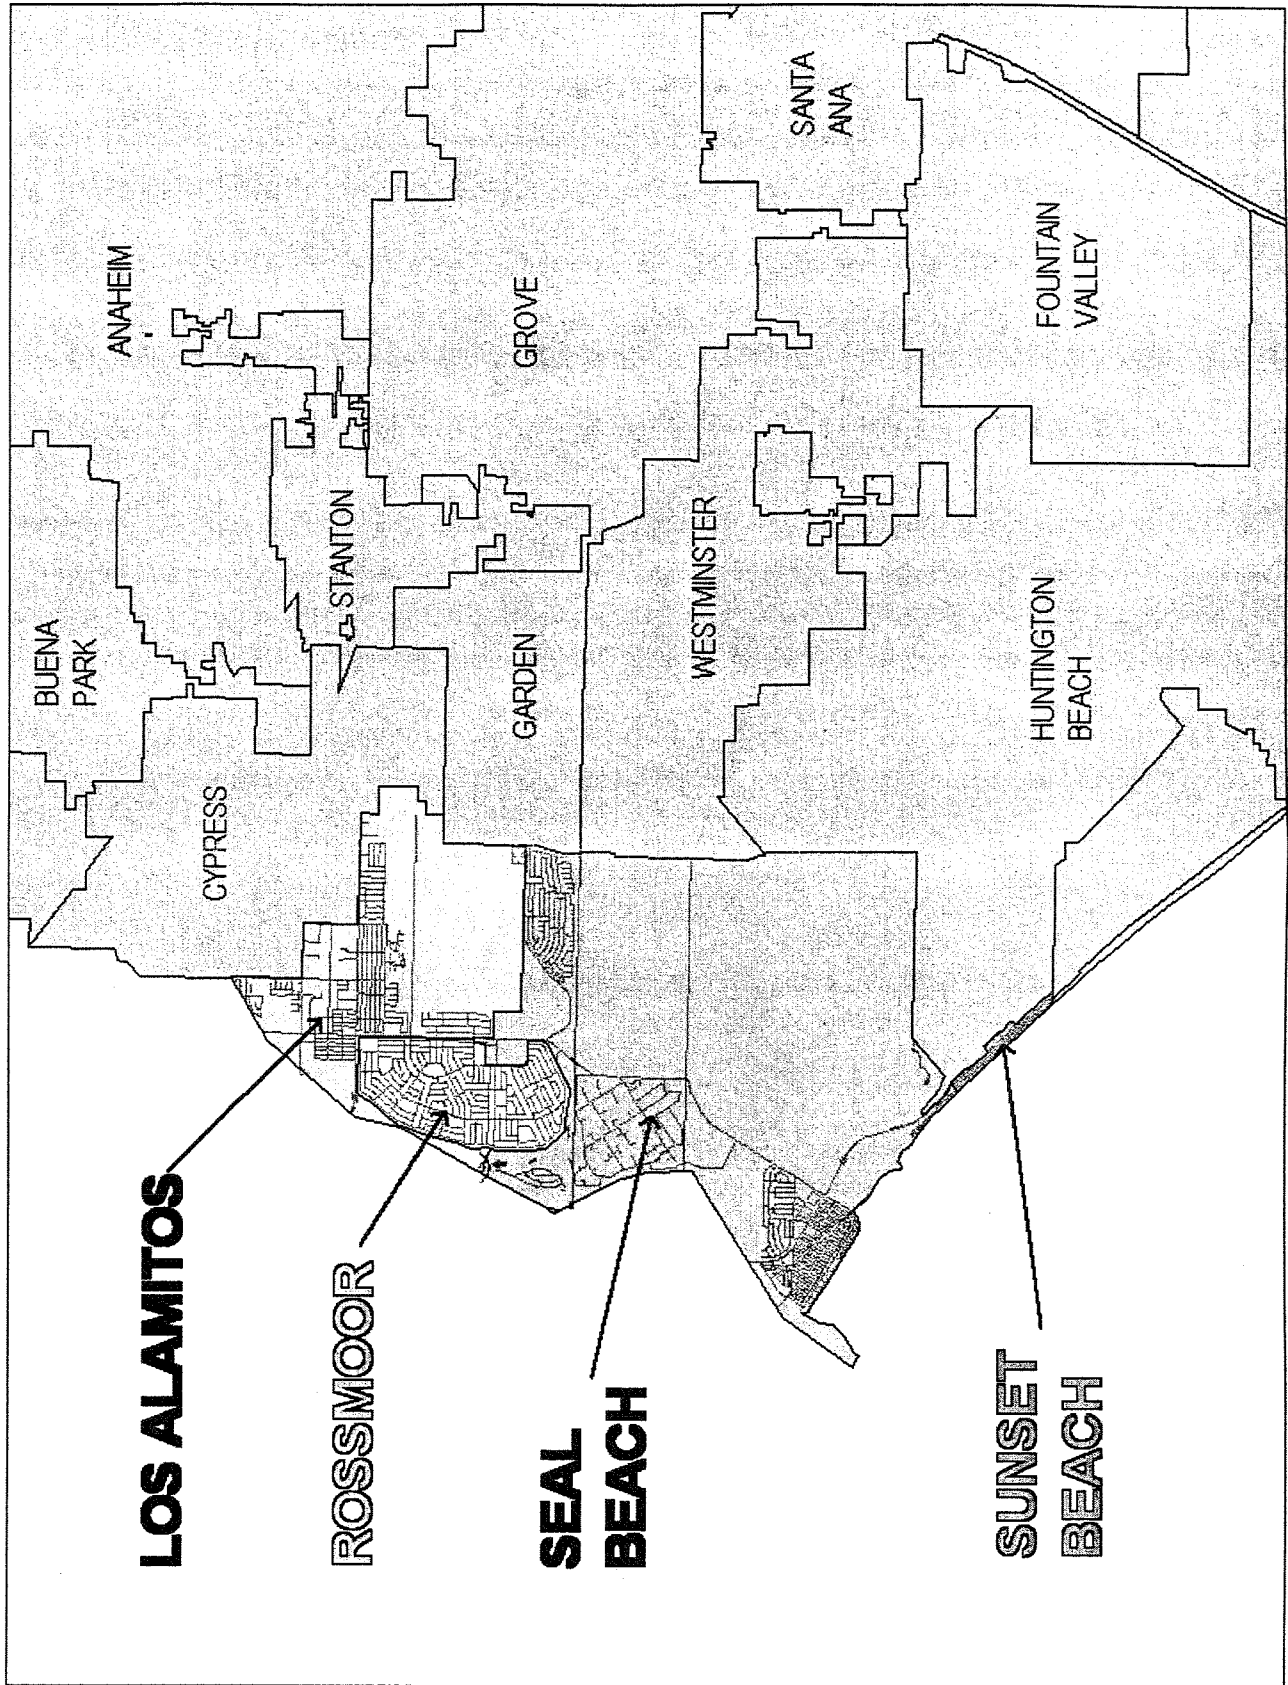 LOS ALAMITOS
ROSSMOOR
SEAL
BEACH
SUNSET
BEACH
BUENA
PARK
ANAHEIM
CYPRESS
STANTON
GARDEN
GROVE
WESTMINSTER
SANTA
ANA
HUNTINGTON
BEACH
FOUNTAIN
VALLEY